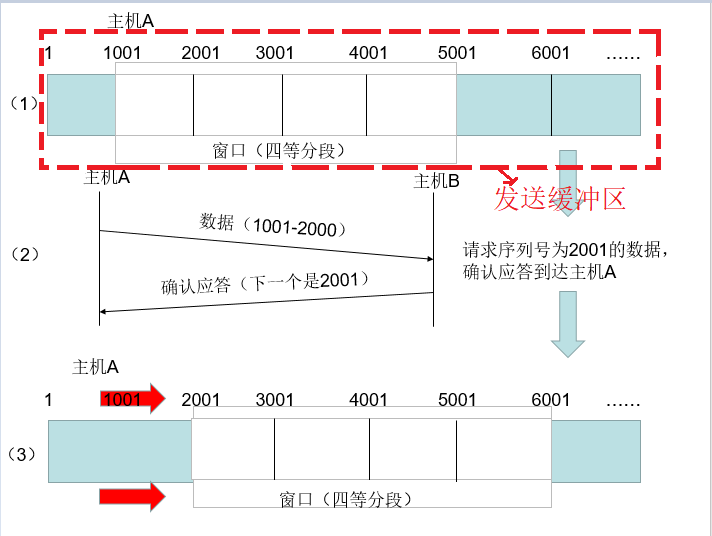 主机A
1 1001 2001 3001 4001 5001 6001 ……
(1)
窗口（四等分段）
主机A 主机B
发送缓冲区
数据（1001-2000）
(2)
请求序列号为2001的数据，
确认应答到达主机A
确认应答（下一个是2001）
主机A
1 1001 2001 3001 4001 5001 6001 ……
(3)
窗口（四等分段）